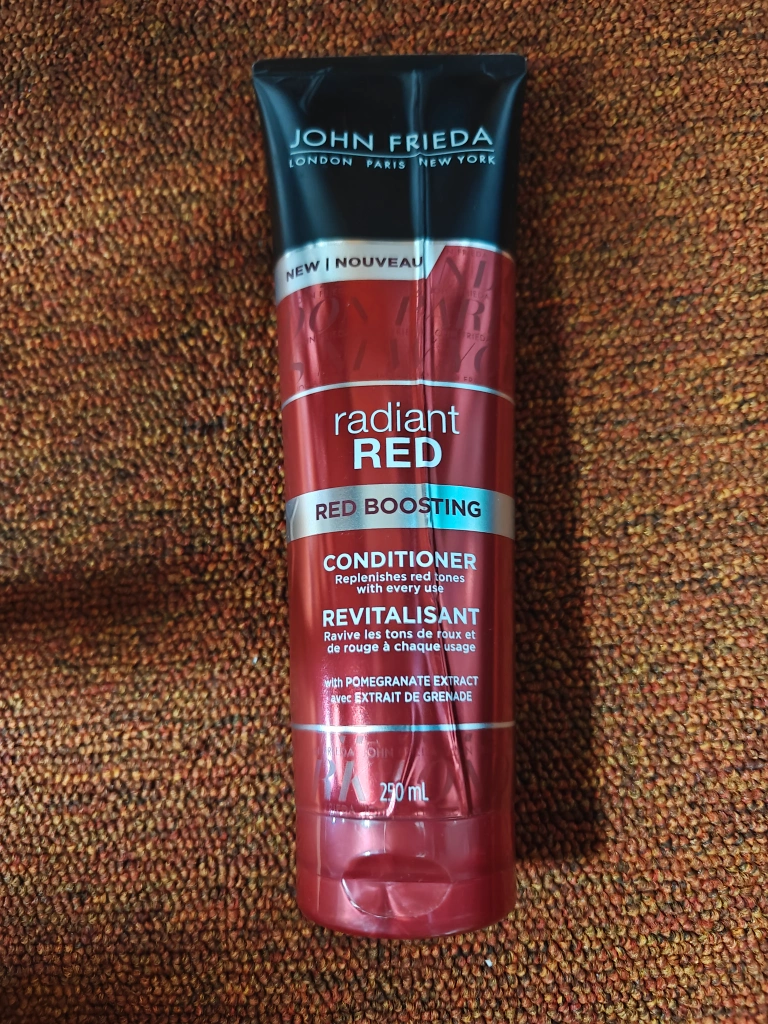 JOHN FRIEDA
LONDON PARIS NEW YORK
NEW | NOUVEAU
radiant
RED
RED BOOSTING
CONDITIONER
Replenishes red tones
with every use
REVITALISANT
Ravive les tons de roux et
de rouge à chaque usage
with POMEGRANATE EXTRACT
avec EXTRAIT DE GRENADE
250 mL